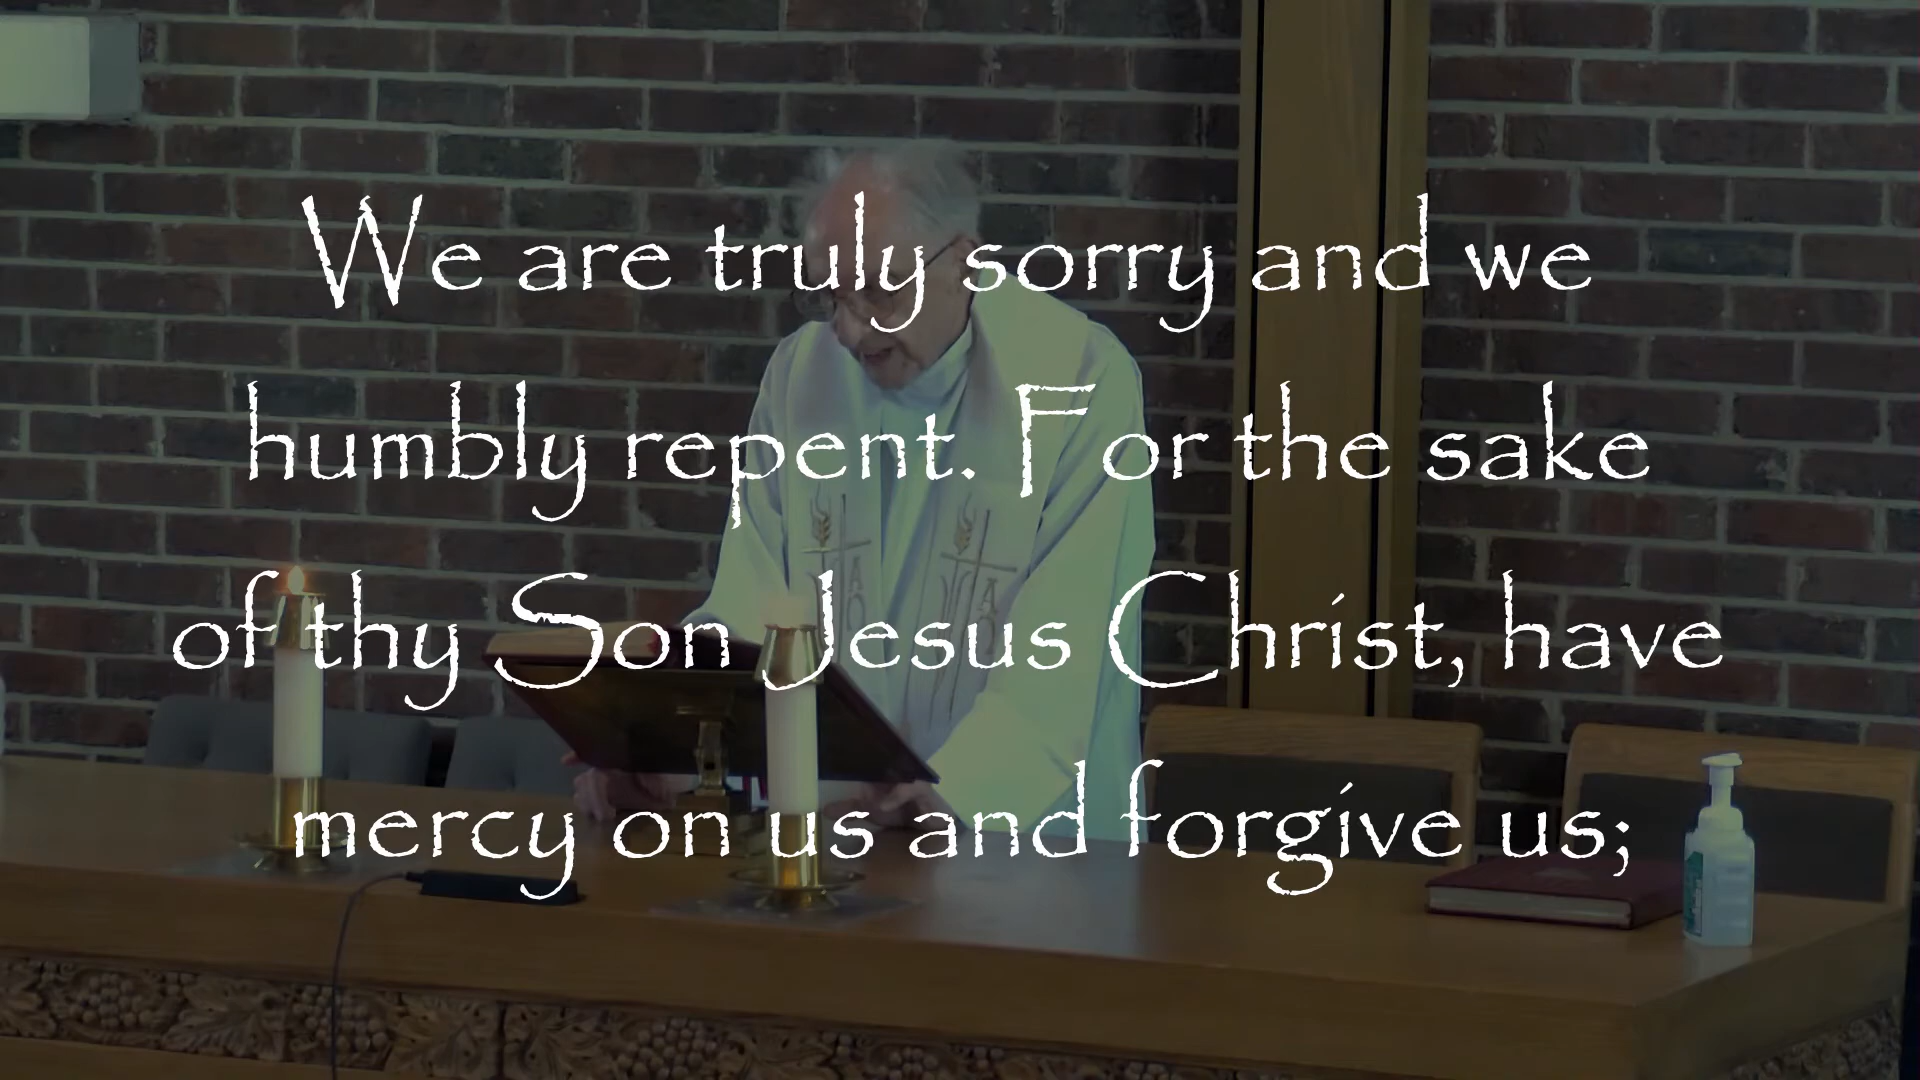 We are truly sorry and we
humbly repent. For the sake
of thy Son Jesus Christ, have
mercy on us and forgive us;